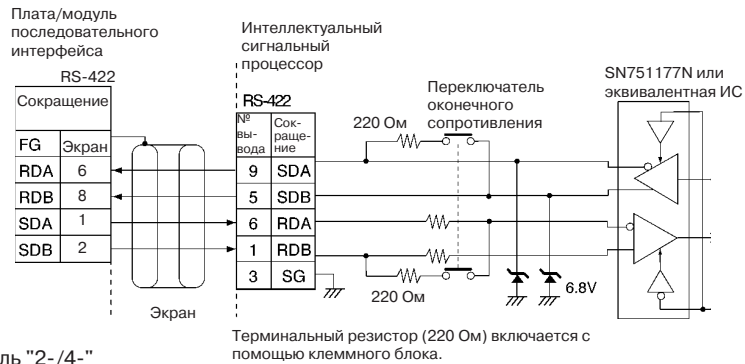 Плата/модуль
последовательного
интерфейса
RS-422
Сокращение
FG Экран
RDA 6
RDB 8
SDA 1
SDB 2
Экран
Интеллектуальный
сигнальный
процессор
RS-422
№
вы-
вода
Сок-
раще-
ние
9 SDA
5 SDB
6 RDA
1 RDB
3 SG
220 Ом
Переключатель
оконечного
сопротивления
220 Ом
6.8V
SN751177N или
эквивалентная ИС
Терминальный резистор (220 Ом) включается с
помощью клеммного блока.
ль "2- /4-"